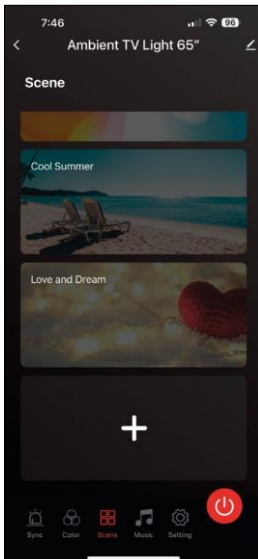 7:46
96
Ambient TV Light 65”
Scene
Cool Summer
Love and Dream
Sync Color Scene Music Setting